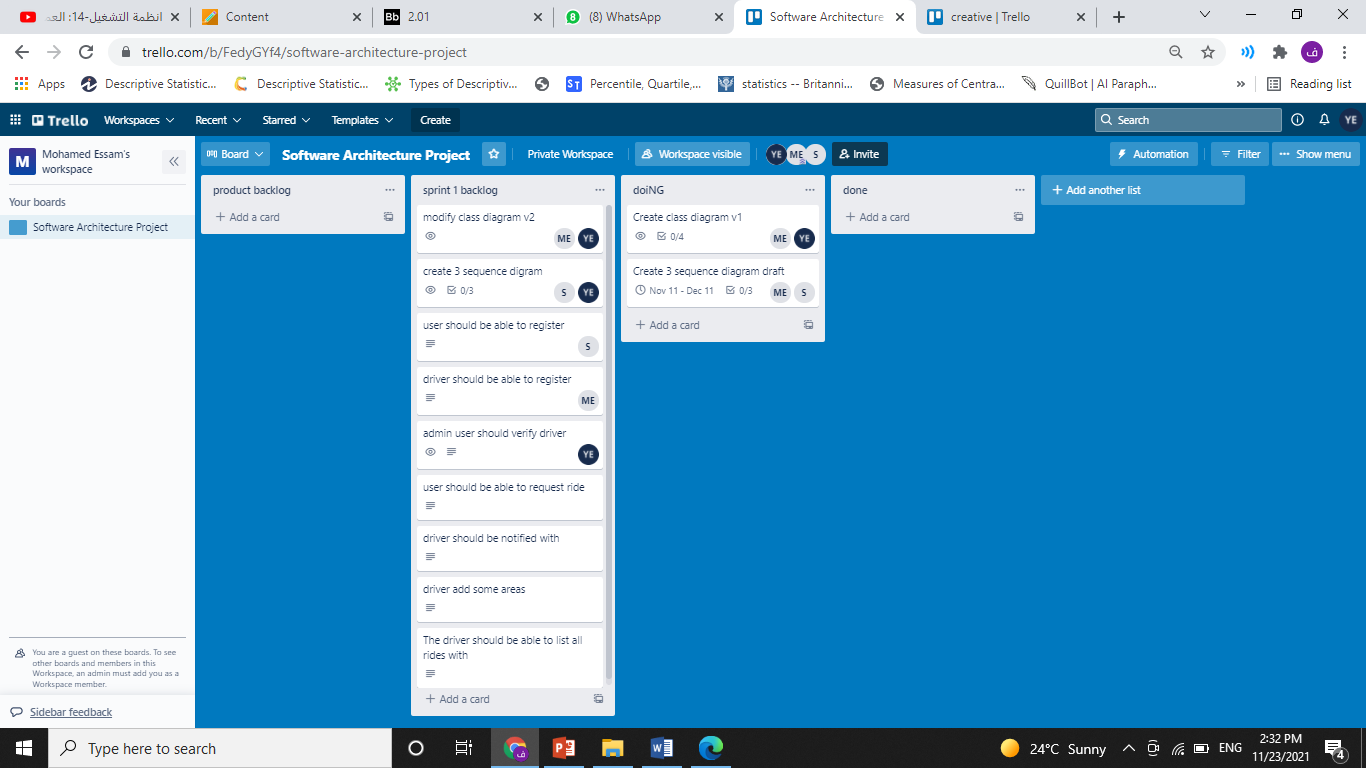 انظمة التشغيل-14: الع
Content
2.01
(8) WhatsApp
Software Architecture
creative | Trello
trello.com/b/FedyGYf4/software-architecture-project
ف
Apps
Descriptive Statistic...
Descriptive Statistic...
Types of Descriptiv...
Percentile, Quartile,...
statistics -- Britanni...
Measures of Centra...
QuillBot | AI Paraph...
Reading list
Trello
Workspaces
Recent
Starred
Templates
Create
Search
YE
M
Mohamed Essam's
workspace
Your boards
Software Architecture Project
Board
Software Architecture Project
Private Workspace
Workspace visible
YE
ME
S
Invite
Automation
Filter
Show menu
product backlog
Add a card
sprint 1 backlog
modify class diagram v2
ME YE
create 3 sequence digram
0/3
S YE
user should be able to register
S
driver should be able to register
ME
admin user should verify driver
YE
user should be able to request ride
driver should be notified with
driver add some areas
The driver should be able to list all
rides with
Add a card
doiNG
Create class diagram v1
0/4
ME YE
Create 3 sequence diagram draft
Nov 11 - Dec 11
0/3
ME S
Add a card
done
Add a card
Add another list
You are a guest on these boards. To see
other boards and members in this
Workspace, an admin must add you as a
Workspace member.
Sidebar feedback
Type here to search
24°C Sunny
ENG
2:32 PM
11/23/2021
4